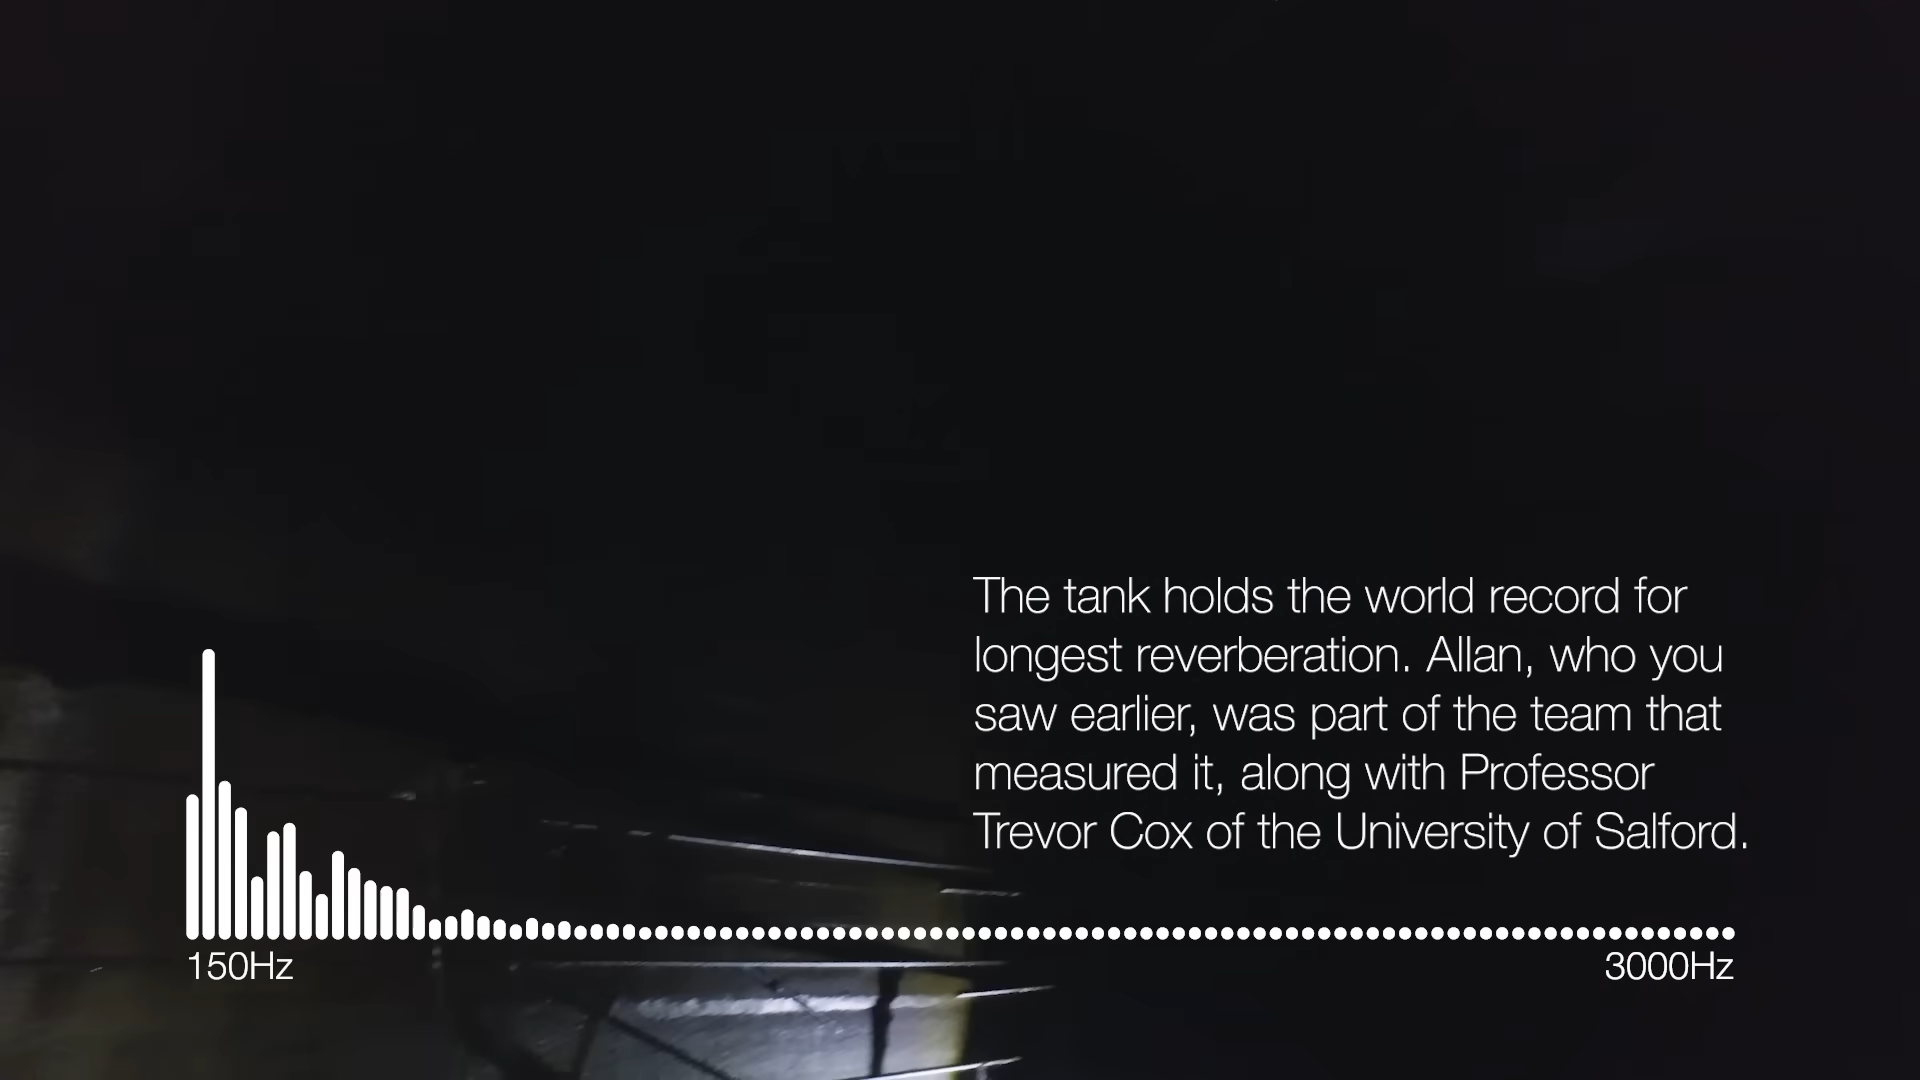 The tank holds the world record for
longest reverberation. Allan, who you
saw earlier, was part of the team that
measured it, along with Professor
Trevor Cox of the University of Salford.
150Hz
3000Hz